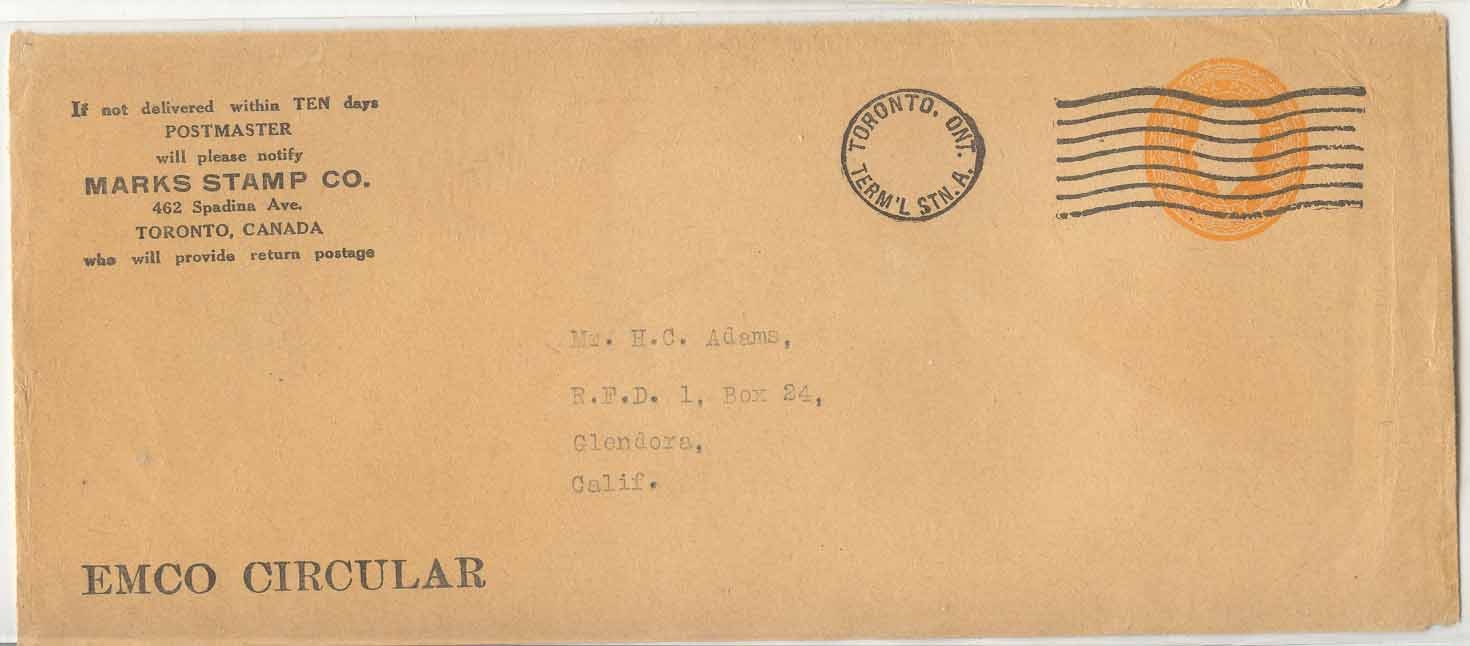 If not delivered within TEN days
POSTMASTER
will please notify
MARKS STAMP CO.
462 Spadina Ave.
TORONTO, CANADA
who will provide return postage
TORONTO, ONT.
TERM'L STN. A.
Mr. H.C. Adams,
R.F.D. 1, Box 24,
Glendora,
Calif.
EMCO CIRCULAR